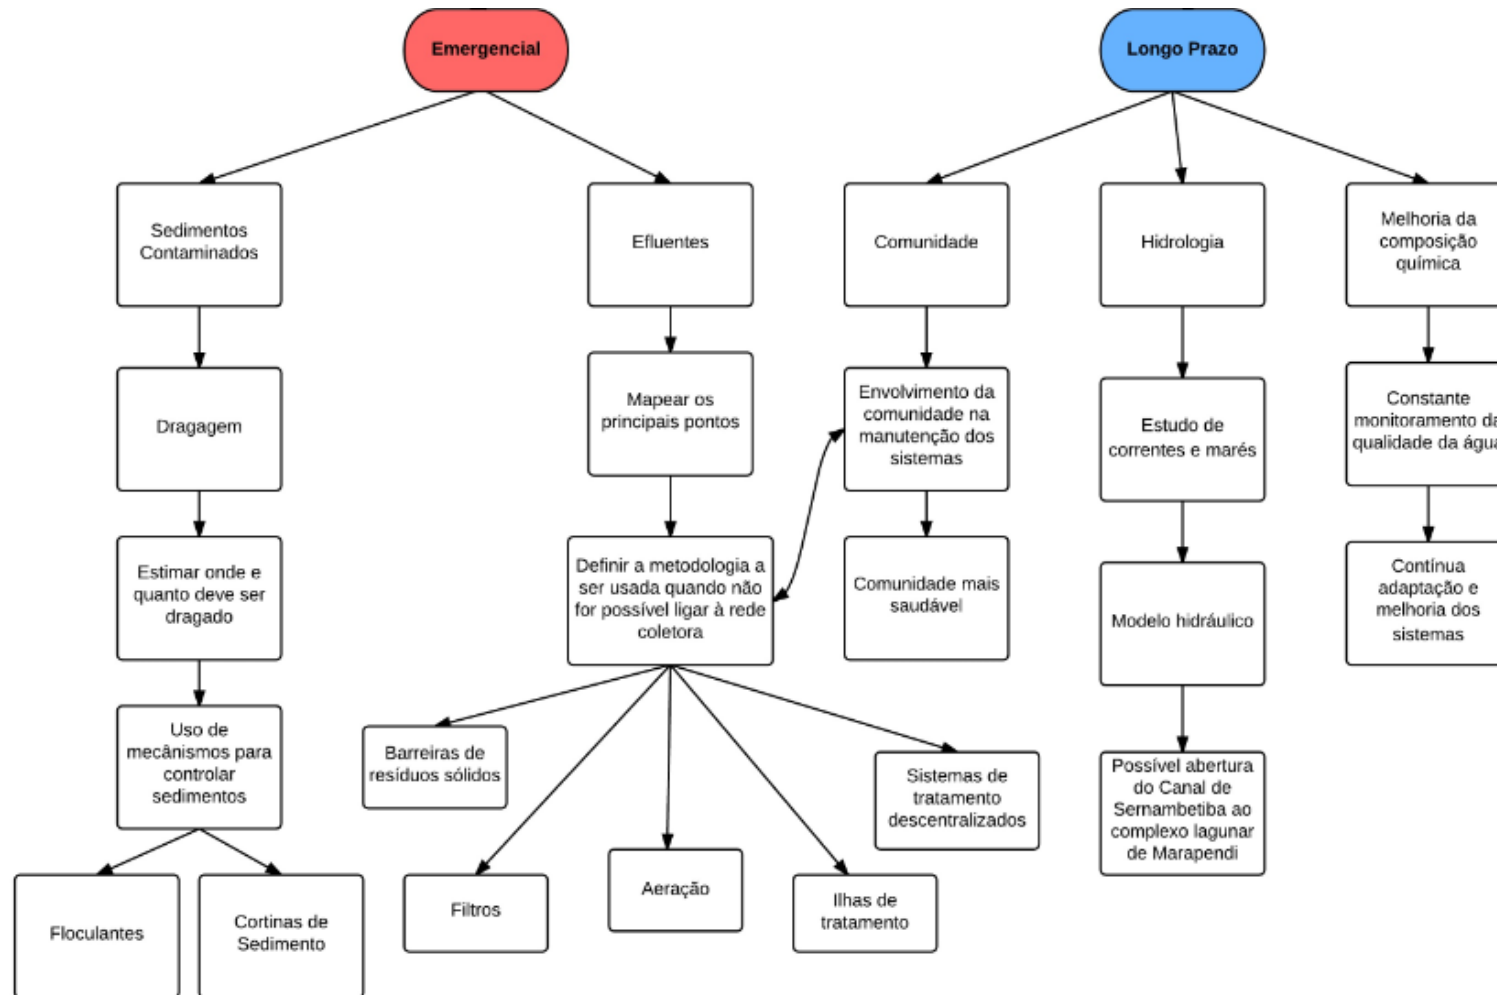 Emergencial
Longo Prazo
Sedimentos
Contaminados
Efluentes
Comunidade
Hidrologia
Melhoria da
composição
química
Dragagem
Mapear os
principais pontos
Envolvimento da
comunidade na
manutenção dos
sistemas
Estudo de
correntes e marés
Constante
monitoramento da
qualidade da água
Estimar onde e
quanto deve ser
dragado
Definir a metodologia a
ser usada quando não
for possível ligar à rede
coletora
Comunidade mais
saudável
Modelo hidráulico
Contínua
adaptação e
melhoria dos
sistemas
Uso de
mecânismos para
controlar
sedimentos
Barreiras de
resíduos sólidos
Sistemas de
tratamento
descentralizados
Possível abertura
do Canal de
Sernambetiba ao
complexo lagunar
de Marapendi
Floculantes
Cortinas de
Sedimento
Filtros
Aeração
Ilhas de
tratamento